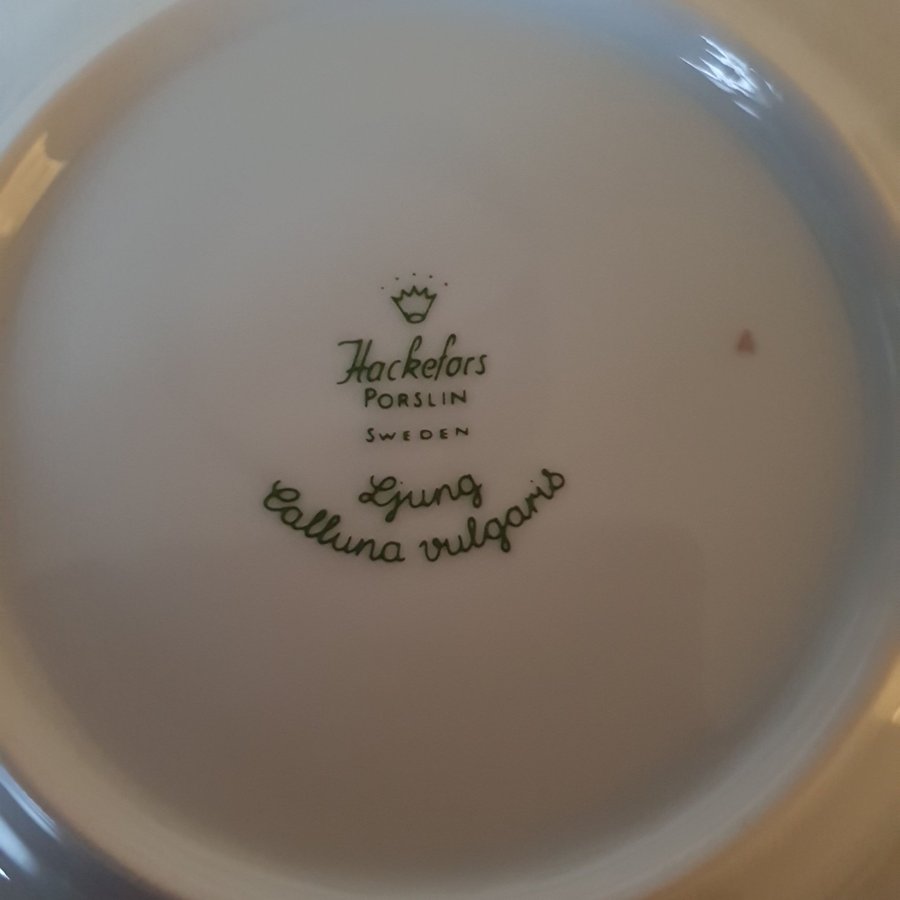 Hackefors
PORSLIN
SWEDEN
Ljung
Calluna vulgaris